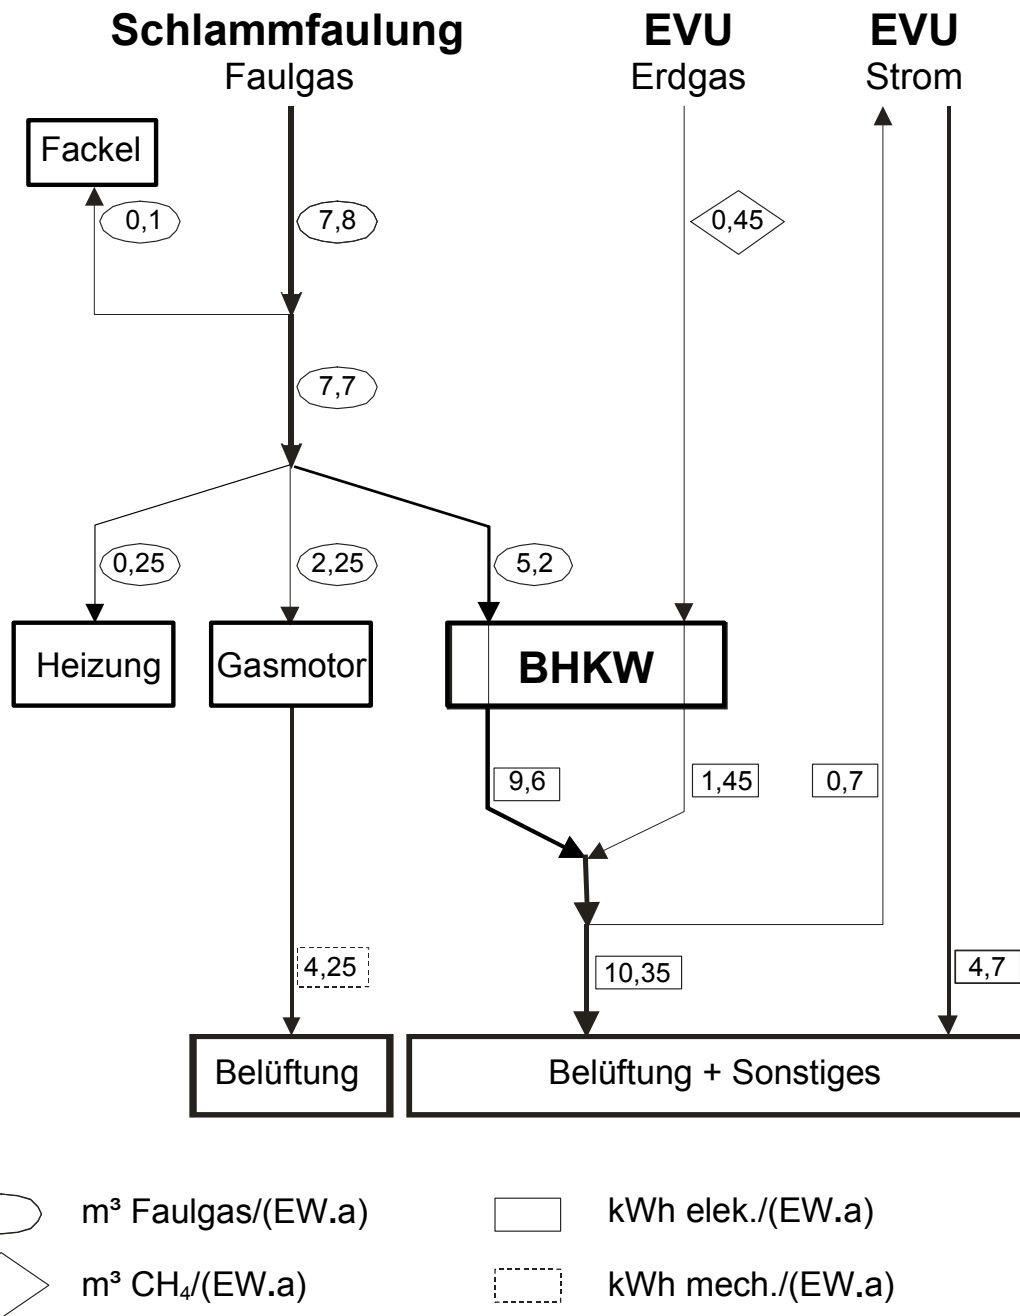 Schlammfaulung EVU EVU
Faulgas Erdgas Strom
Fackel
0,1 7,8 0,45
7,7
0,25 2,25 5,2
Heizung Gasmotor BHKW
9,6 1,45 0,7
4,25 10,35 4,7
Belüftung Belüftung + Sonstiges
m³ Faulgas/(EW.a) kWh elek./(EW.a)
m³ CH₄/(EW.a) kWh mech./(EW.a)